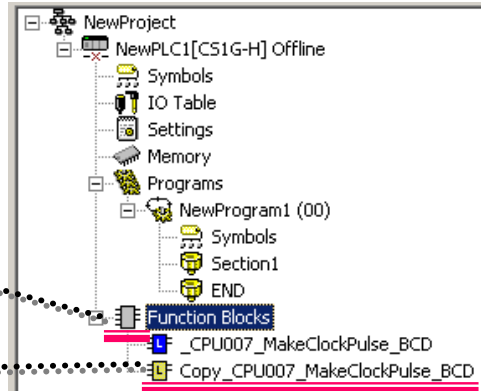 NewProject
NewPLC1[CS1G-H] Offline
Symbols
IO Table
Settings
Memory
Programs
NewProgram1 (00)
Symbols
Section1
END
Function Blocks
L _CPU007_MakeClockPulse_BCD
L Copy_CPU007_MakeClockPulse_BCD